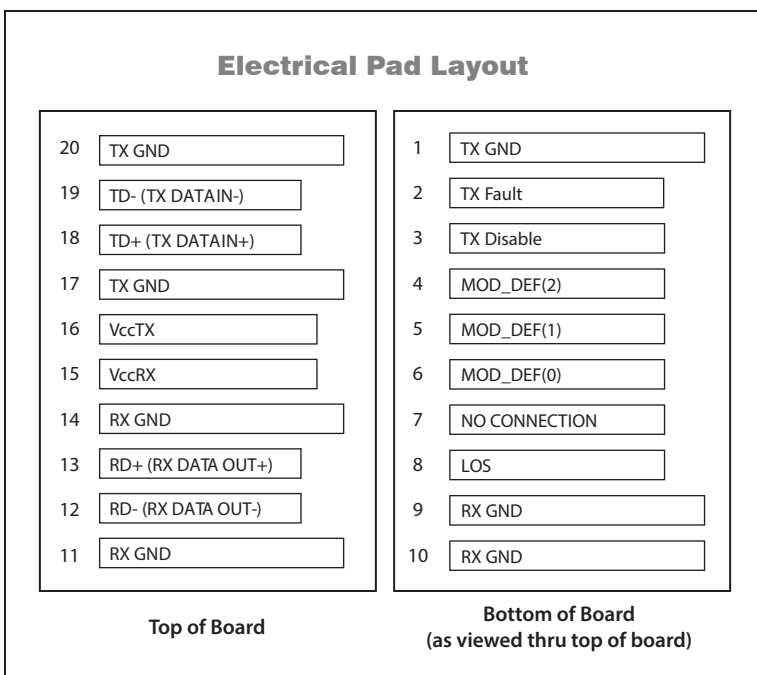 Electrical Pad Layout
20 TX GND
19 TD- (TX DATAIN-)
18 TD+ (TX DATAIN+)
17 TX GND
16 VccTX
15 VccRX
14 RX GND
13 RD+ (RX DATA OUT+)
12 RD- (RX DATA OUT-)
11 RX GND
Top of Board
1 TX GND
2 TX Fault
3 TX Disable
4 MOD_DEF(2)
5 MOD_DEF(1)
6 MOD_DEF(0)
7 NO CONNECTION
8 LOS
9 RX GND
10 RX GND
Bottom of Board
(as viewed thru top of board)